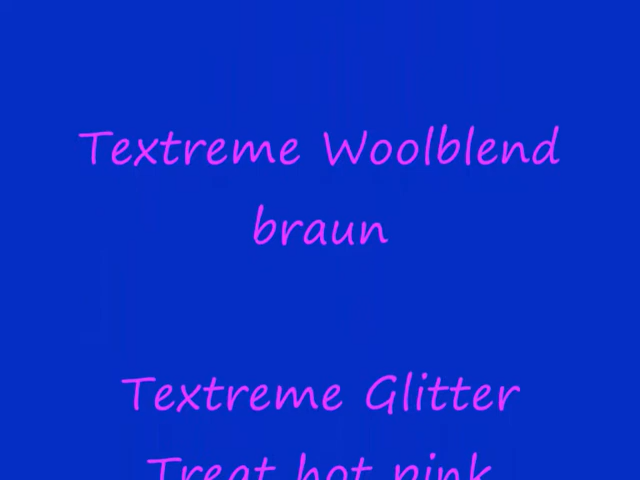 Textreme Woolblend
braun
Textreme Glitter
Treat hot pink